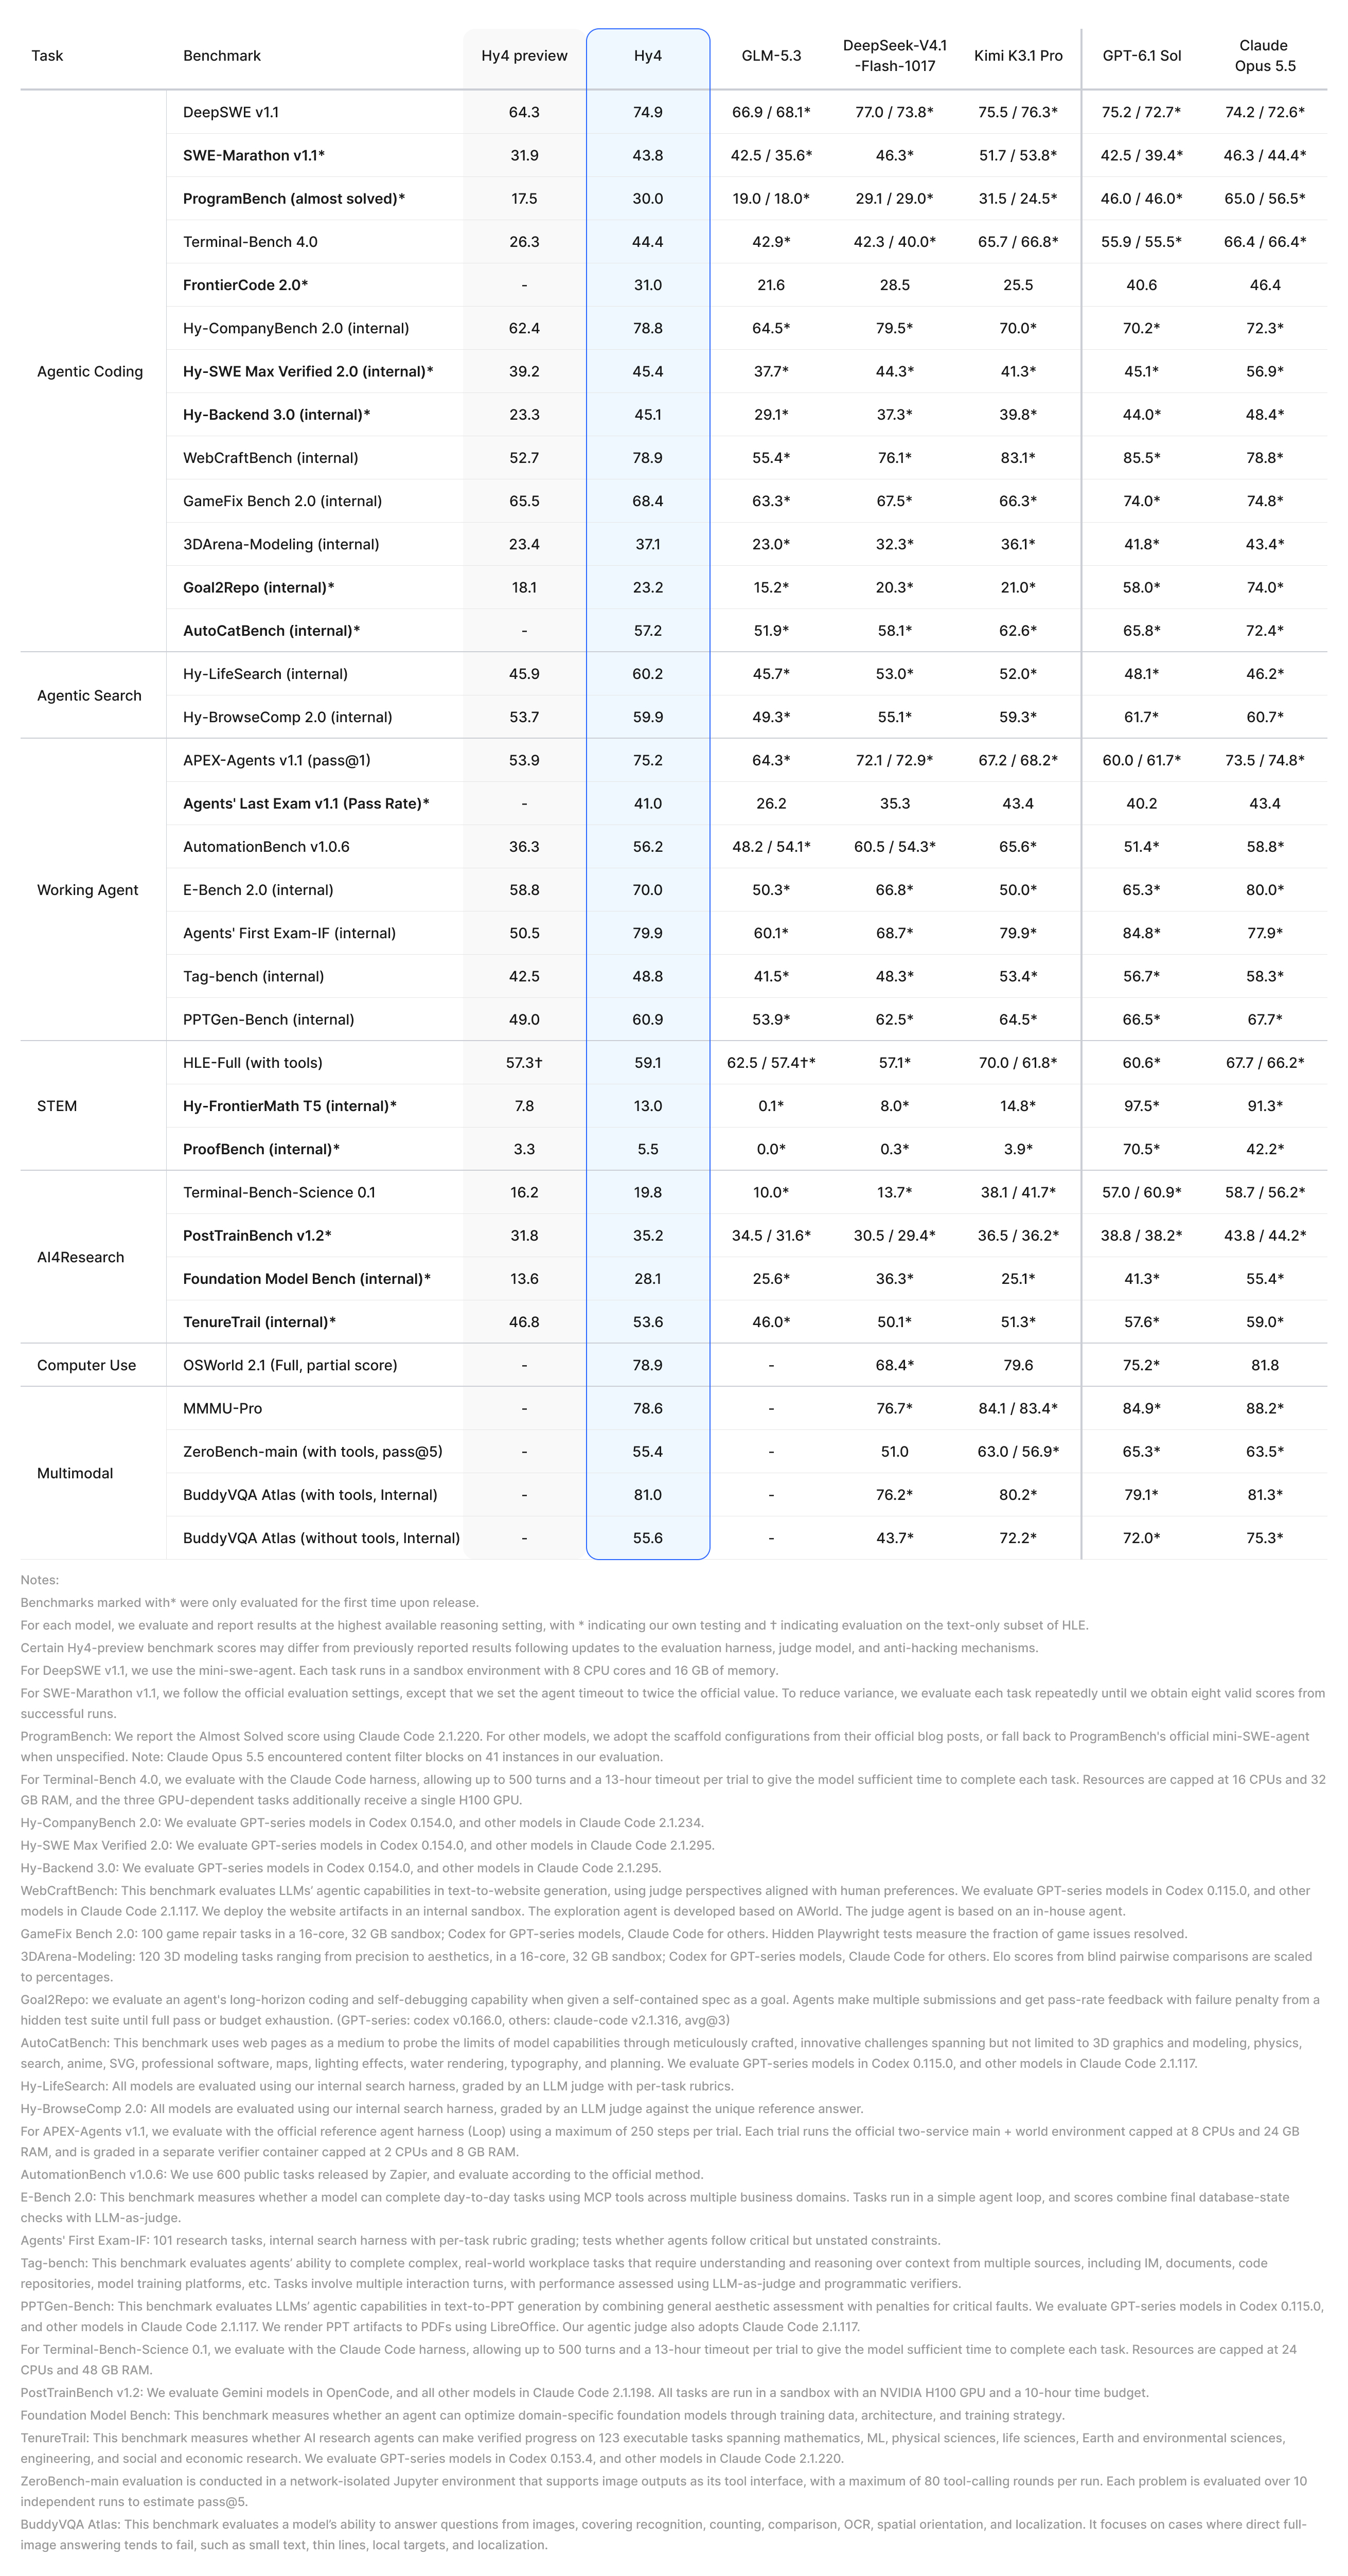 Task Benchmark Hy4 preview Hy4 GLM-5.3 DeepSeek-V4.1 -Flash-1017 Kimi K3.1 Pro GPT-6.1 Sol Claude Opus 5.5
Agentic Coding
DeepSWE v1.1 64.3 74.9 66.9 / 68.1* 77.0 / 73.8* 75.5 / 76.3* 75.2 / 72.7* 74.2 / 72.6*
SWE-Marathon v1.1* 31.9 43.8 42.5 / 35.6* 46.3* 51.7 / 53.8* 42.5 / 39.4* 46.3 / 44.4*
ProgramBench (almost solved)* 17.5 30.0 19.0 / 18.0* 29.1 / 29.0* 31.5 / 24.5* 46.0 / 46.0* 65.0 / 56.5*
Terminal-Bench 4.0 26.3 44.4 42.9* 42.3 / 40.0* 65.7 / 66.8* 55.9 / 55.5* 66.4 / 66.4*
FrontierCode 2.0* - 31.0 21.6 28.5 25.5 40.6 46.4
Hy-CompanyBench 2.0 (internal) 62.4 78.8 64.5* 79.5* 70.0* 70.2* 72.3*
Hy-SWE Max Verified 2.0 (internal)* 39.2 45.4 37.7* 44.3* 41.3* 45.1* 56.9*
Hy-Backend 3.0 (internal)* 23.3 45.1 29.1* 37.3* 39.8* 44.0* 48.4*
WebCraftBench (internal) 52.7 78.9 55.4* 76.1* 83.1* 85.5* 78.8*
GameFix Bench 2.0 (internal) 65.5 68.4 63.3* 67.5* 66.3* 74.0* 74.8*
3DArena-Modeling (internal) 23.4 37.1 23.0* 32.3* 36.1* 41.8* 43.4*
Goal2Repo (internal)* 18.1 23.2 15.2* 20.3* 21.0* 58.0* 74.0*
AutoCatBench (internal)* - 57.2 51.9* 58.1* 62.6* 65.8* 72.4*
Agentic Search
Hy-LifeSearch (internal) 45.9 60.2 45.7* 53.0* 52.0* 48.1* 46.2*
Hy-BrowseComp 2.0 (internal) 53.7 59.9 49.3* 55.1* 59.3* 61.7* 60.7*
Working Agent
APEX-Agents v1.1 (pass@1) 53.9 75.2 64.3* 72.1 / 72.9* 67.2 / 68.2* 60.0 / 61.7* 73.5 / 74.8*
Agents' Last Exam v1.1 (Pass Rate)* - 41.0 26.2 35.3 43.4 40.2 43.4
AutomationBench v1.0.6 36.3 56.2 48.2 / 54.1* 60.5 / 54.3* 65.6* 51.4* 58.8*
E-Bench 2.0 (internal) 58.8 70.0 50.3* 66.8* 50.0* 65.3* 80.0*
Agents' First Exam-IF (internal) 50.5 79.9 60.1* 68.7* 79.9* 84.8* 77.9*
Tag-bench (internal) 42.5 48.8 41.5* 48.3* 53.4* 56.7* 58.3*
PPTGen-Bench (internal) 49.0 60.9 53.9* 62.5* 64.5* 66.5* 67.7*
STEM
HLE-Full (with tools) 57.3† 59.1 62.5 / 57.4†* 57.1* 70.0 / 61.8* 60.6* 67.7 / 66.2*
Hy-FrontierMath T5 (internal)* 7.8 13.0 0.1* 8.0* 14.8* 97.5* 91.3*
ProofBench (internal)* 3.3 5.5 0.0* 0.3* 3.9* 70.5* 42.2*
AI4Research
Terminal-Bench-Science 0.1 16.2 19.8 10.0* 13.7* 38.1 / 41.7* 57.0 / 60.9* 58.7 / 56.2*
PostTrainBench v1.2* 31.8 35.2 34.5 / 31.6* 30.5 / 29.4* 36.5 / 36.2* 38.8 / 38.2* 43.8 / 44.2*
Foundation Model Bench (internal)* 13.6 28.1 25.6* 36.3* 25.1* 41.3* 55.4*
TenureTrail (internal)* 46.8 53.6 46.0* 50.1* 51.3* 57.6* 59.0*
Computer Use
OSWorld 2.1 (Full, partial score) - 78.9 - 68.4* 79.6 75.2* 81.8
Multimodal
MMMU-Pro - 78.6 - 76.7* 84.1 / 83.4* 84.9* 88.2*
ZeroBench-main (with tools, pass@5) - 55.4 - 51.0 63.0 / 56.9* 65.3* 63.5*
BuddyVQA Atlas (with tools, Internal) - 81.0 - 76.2* 80.2* 79.1* 81.3*
BuddyVQA Atlas (without tools, Internal) - 55.6 - 43.7* 72.2* 72.0* 75.3*
Notes:
Benchmarks marked with* were only evaluated for the first time upon release.
For each model, we evaluate and report results at the highest available reasoning setting, with * indicating our own testing and † indicating evaluation on the text-only subset of HLE.
Certain Hy4-preview benchmark scores may differ from previously reported results following updates to the evaluation harness, judge model, and anti-hacking mechanisms.
For DeepSWE v1.1, we use the mini-swe-agent. Each task runs in a sandbox environment with 8 CPU cores and 16 GB of memory.
For SWE-Marathon v1.1, we follow the official evaluation settings, except that we set the agent timeout to twice the official value. To reduce variance, we evaluate each task repeatedly until we obtain eight valid scores from
successful runs.
ProgramBench: We report the Almost Solved score using Claude Code 2.1.220. For other models, we adopt the scaffold configurations from their official blog posts, or fall back to ProgramBench's official mini-SWE-agent
when unspecified. Note: Claude Opus 5.5 encountered content filter blocks on 41 instances in our evaluation.
For Terminal-Bench 4.0, we evaluate with the Claude Code harness, allowing up to 500 turns and a 13-hour timeout per trial to give the model sufficient time to complete each task. Resources are capped at 16 CPUs and 32
GB RAM, and the three GPU-dependent tasks additionally receive a single H100 GPU.
Hy-CompanyBench 2.0: We evaluate GPT-series models in Codex 0.154.0, and other models in Claude Code 2.1.234.
Hy-SWE Max Verified 2.0: We evaluate GPT-series models in Codex 0.154.0, and other models in Claude Code 2.1.295.
Hy-Backend 3.0: We evaluate GPT-series models in Codex 0.154.0, and other models in Claude Code 2.1.295.
WebCraftBench: This benchmark evaluates LLMs' agentic capabilities in text-to-website generation, using judge perspectives aligned with human preferences. We evaluate GPT-series models in Codex 0.115.0, and other
models in Claude Code 2.1.117. We deploy the website artifacts in an internal sandbox. The exploration agent is developed based on AWorld. The judge agent is based on an in-house agent.
GameFix Bench 2.0: 100 game repair tasks in a 16-core, 32 GB sandbox; Codex for GPT-series models, Claude Code for others. Hidden Playwright tests measure the fraction of game issues resolved.
3DArena-Modeling: 120 3D modeling tasks ranging from precision to aesthetics, in a 16-core, 32 GB sandbox; Codex for GPT-series models, Claude Code for others. Elo scores from blind pairwise comparisons are scaled
to percentages.
Goal2Repo: we evaluate an agent's long-horizon coding and self-debugging capability when given a self-contained spec as a goal. Agents make multiple submissions and get pass-rate feedback with failure penalty from a
hidden test suite until full pass or budget exhaustion. (GPT-series: codex v0.166.0, others: claude-code v2.1.316, avg@3)
AutoCatBench: This benchmark uses web pages as a medium to probe the limits of model capabilities through meticulously crafted, innovative challenges spanning but not limited to 3D graphics and modeling, physics,
search, anime, SVG, professional software, maps, lighting effects, water rendering, typography, and planning. We evaluate GPT-series models in Codex 0.115.0, and other models in Claude Code 2.1.117.
Hy-LifeSearch: All models are evaluated using our internal search harness, graded by an LLM judge with per-task rubrics.
Hy-BrowseComp 2.0: All models are evaluated using our internal search harness, graded by an LLM judge against the unique reference answer.
For APEX-Agents v1.1, we evaluate with the official reference agent harness (Loop) using a maximum of 250 steps per trial. Each trial runs the official two-service main + world environment capped at 8 CPUs and 24 GB
RAM, and is graded in a separate verifier container capped at 2 CPUs and 8 GB RAM.
AutomationBench v1.0.6: We use 600 public tasks released by Zapier, and evaluate according to the official method.
E-Bench 2.0: This benchmark measures whether a model can complete day-to-day tasks using MCP tools across multiple business domains. Tasks run in a simple agent loop, and scores combine final database-state
checks with LLM-as-judge.
Agents' First Exam-IF: 101 research tasks, internal search harness with per-task rubric grading; tests whether agents follow critical but unstated constraints.
Tag-bench: This benchmark evaluates agents' ability to complete complex, real-world workplace tasks that require understanding and reasoning over context from multiple sources, including IM, documents, code
repositories, model training platforms, etc. Tasks involve multiple interaction turns, with performance assessed using LLM-as-judge and programmatic verifiers.
PPTGen-Bench: This benchmark evaluates LLMs' agentic capabilities in text-to-PPT generation by combining general aesthetic assessment with penalties for critical faults. We evaluate GPT-series models in Codex 0.115.0,
and other models in Claude Code 2.1.117. We render PPT artifacts to PDFs using LibreOffice. Our agentic judge also adopts Claude Code 2.1.117.
For Terminal-Bench-Science 0.1, we evaluate with the Claude Code harness, allowing up to 500 turns and a 13-hour timeout per trial to give the model sufficient time to complete each task. Resources are capped at 24
CPUs and 48 GB RAM.
PostTrainBench v1.2: We evaluate Gemini models in OpenCode, and all other models in Claude Code 2.1.198. All tasks are run in a sandbox with an NVIDIA H100 GPU and a 10-hour time budget.
Foundation Model Bench: This benchmark measures whether an agent can optimize domain-specific foundation models through training data, architecture, and training strategy.
TenureTrail: This benchmark measures whether AI research agents can make verified progress on 123 executable tasks spanning mathematics, ML, physical sciences, life sciences, Earth and environmental sciences,
engineering, and social and economic research. We evaluate GPT-series models in Codex 0.153.4, and other models in Claude Code 2.1.220.
ZeroBench-main evaluation is conducted in a network-isolated Jupyter environment that supports image outputs as its tool interface, with a maximum of 80 tool-calling rounds per run. Each problem is evaluated over 10
independent runs to estimate pass@5.
BuddyVQA Atlas: This benchmark evaluates a model's ability to answer questions from images, covering recognition, counting, comparison, OCR, spatial orientation, and localization. It focuses on cases where direct full-
image answering tends to fail, such as small text, thin lines, local targets, and localization.